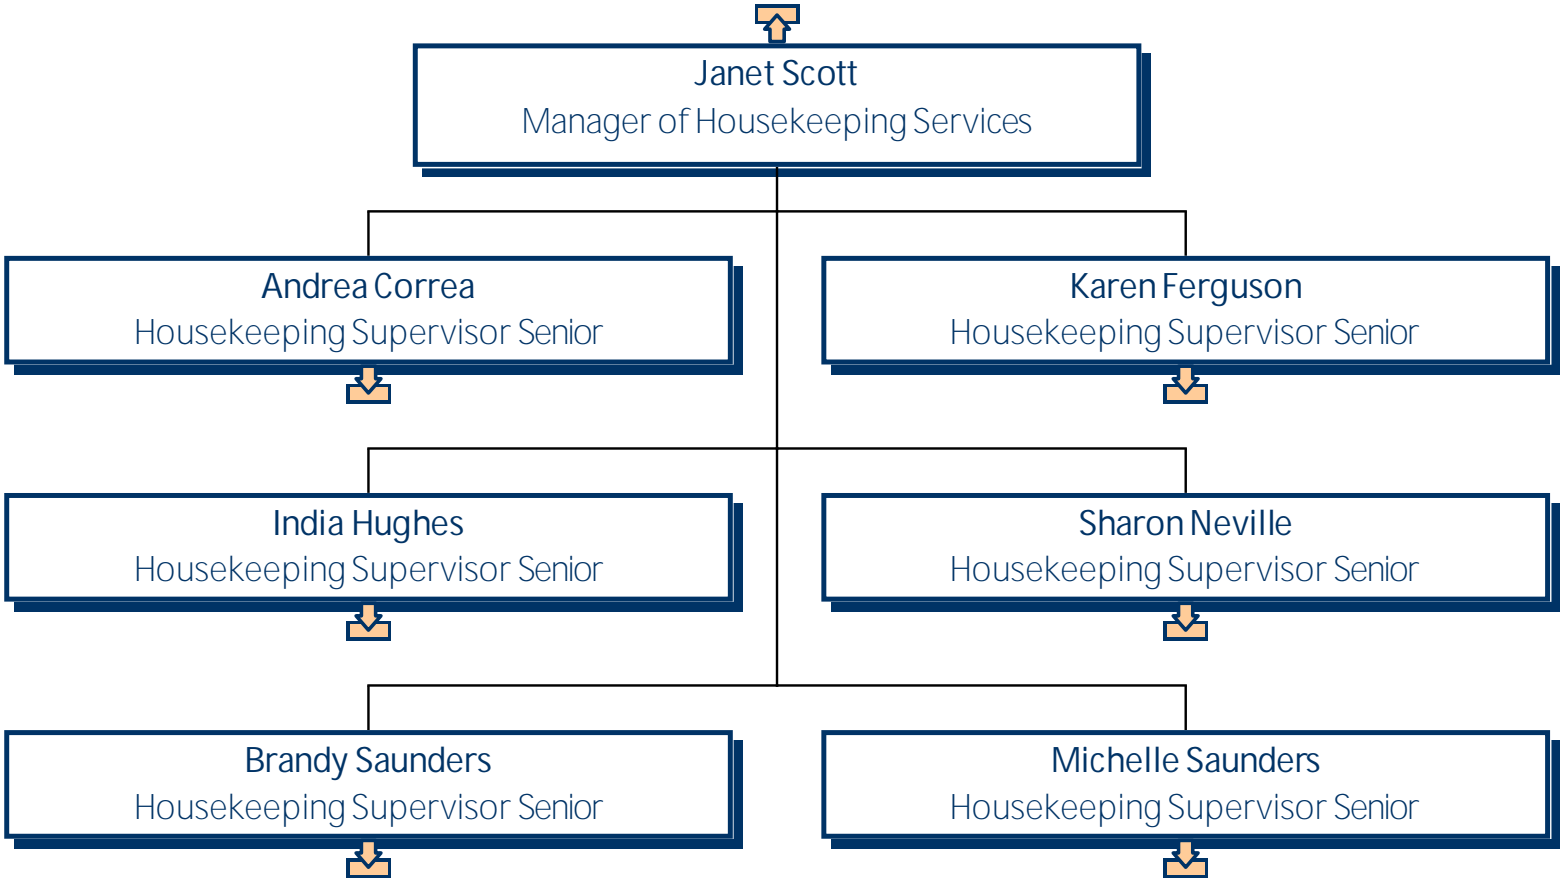 Janet Scott
Manager of Housekeeping Services
Andrea Correa
Housekeeping Supervisor Senior
Karen Ferguson
Housekeeping Supervisor Senior
India Hughes
Housekeeping Supervisor Senior
Sharon Neville
Housekeeping Supervisor Senior
Brandy Saunders
Housekeeping Supervisor Senior
Michelle Saunders
Housekeeping Supervisor Senior